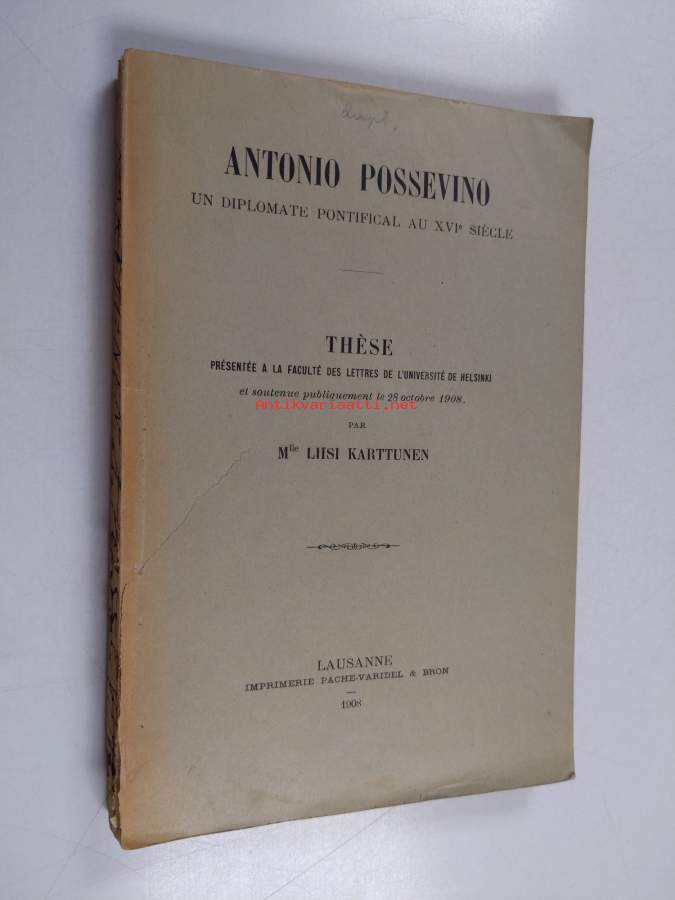 ANTONIO POSSEVINO
UN DIPLOMATE PONTIFICAL AU XVIe SIÈCLE
THÈSE
PRÉSENTÉE A LA FACULTÉ DES LETTRES DE L'UNIVERSITÉ DE HELSINKI
et soutenue publiquement le 28 octobre 1908,
Antikvariaatti.net
PAR
Mlle LIISI KARTTUNEN
LAUSANNE
IMPRIMERIE PACHE-VARIDEL & BRON
1908